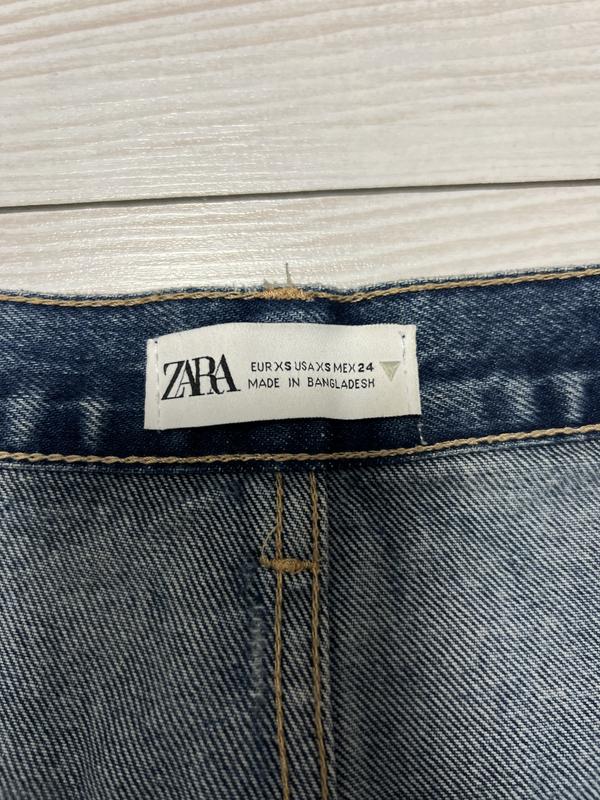 ZARA
EUR XS USA XS MEX 24
MADE IN BANGLADESH